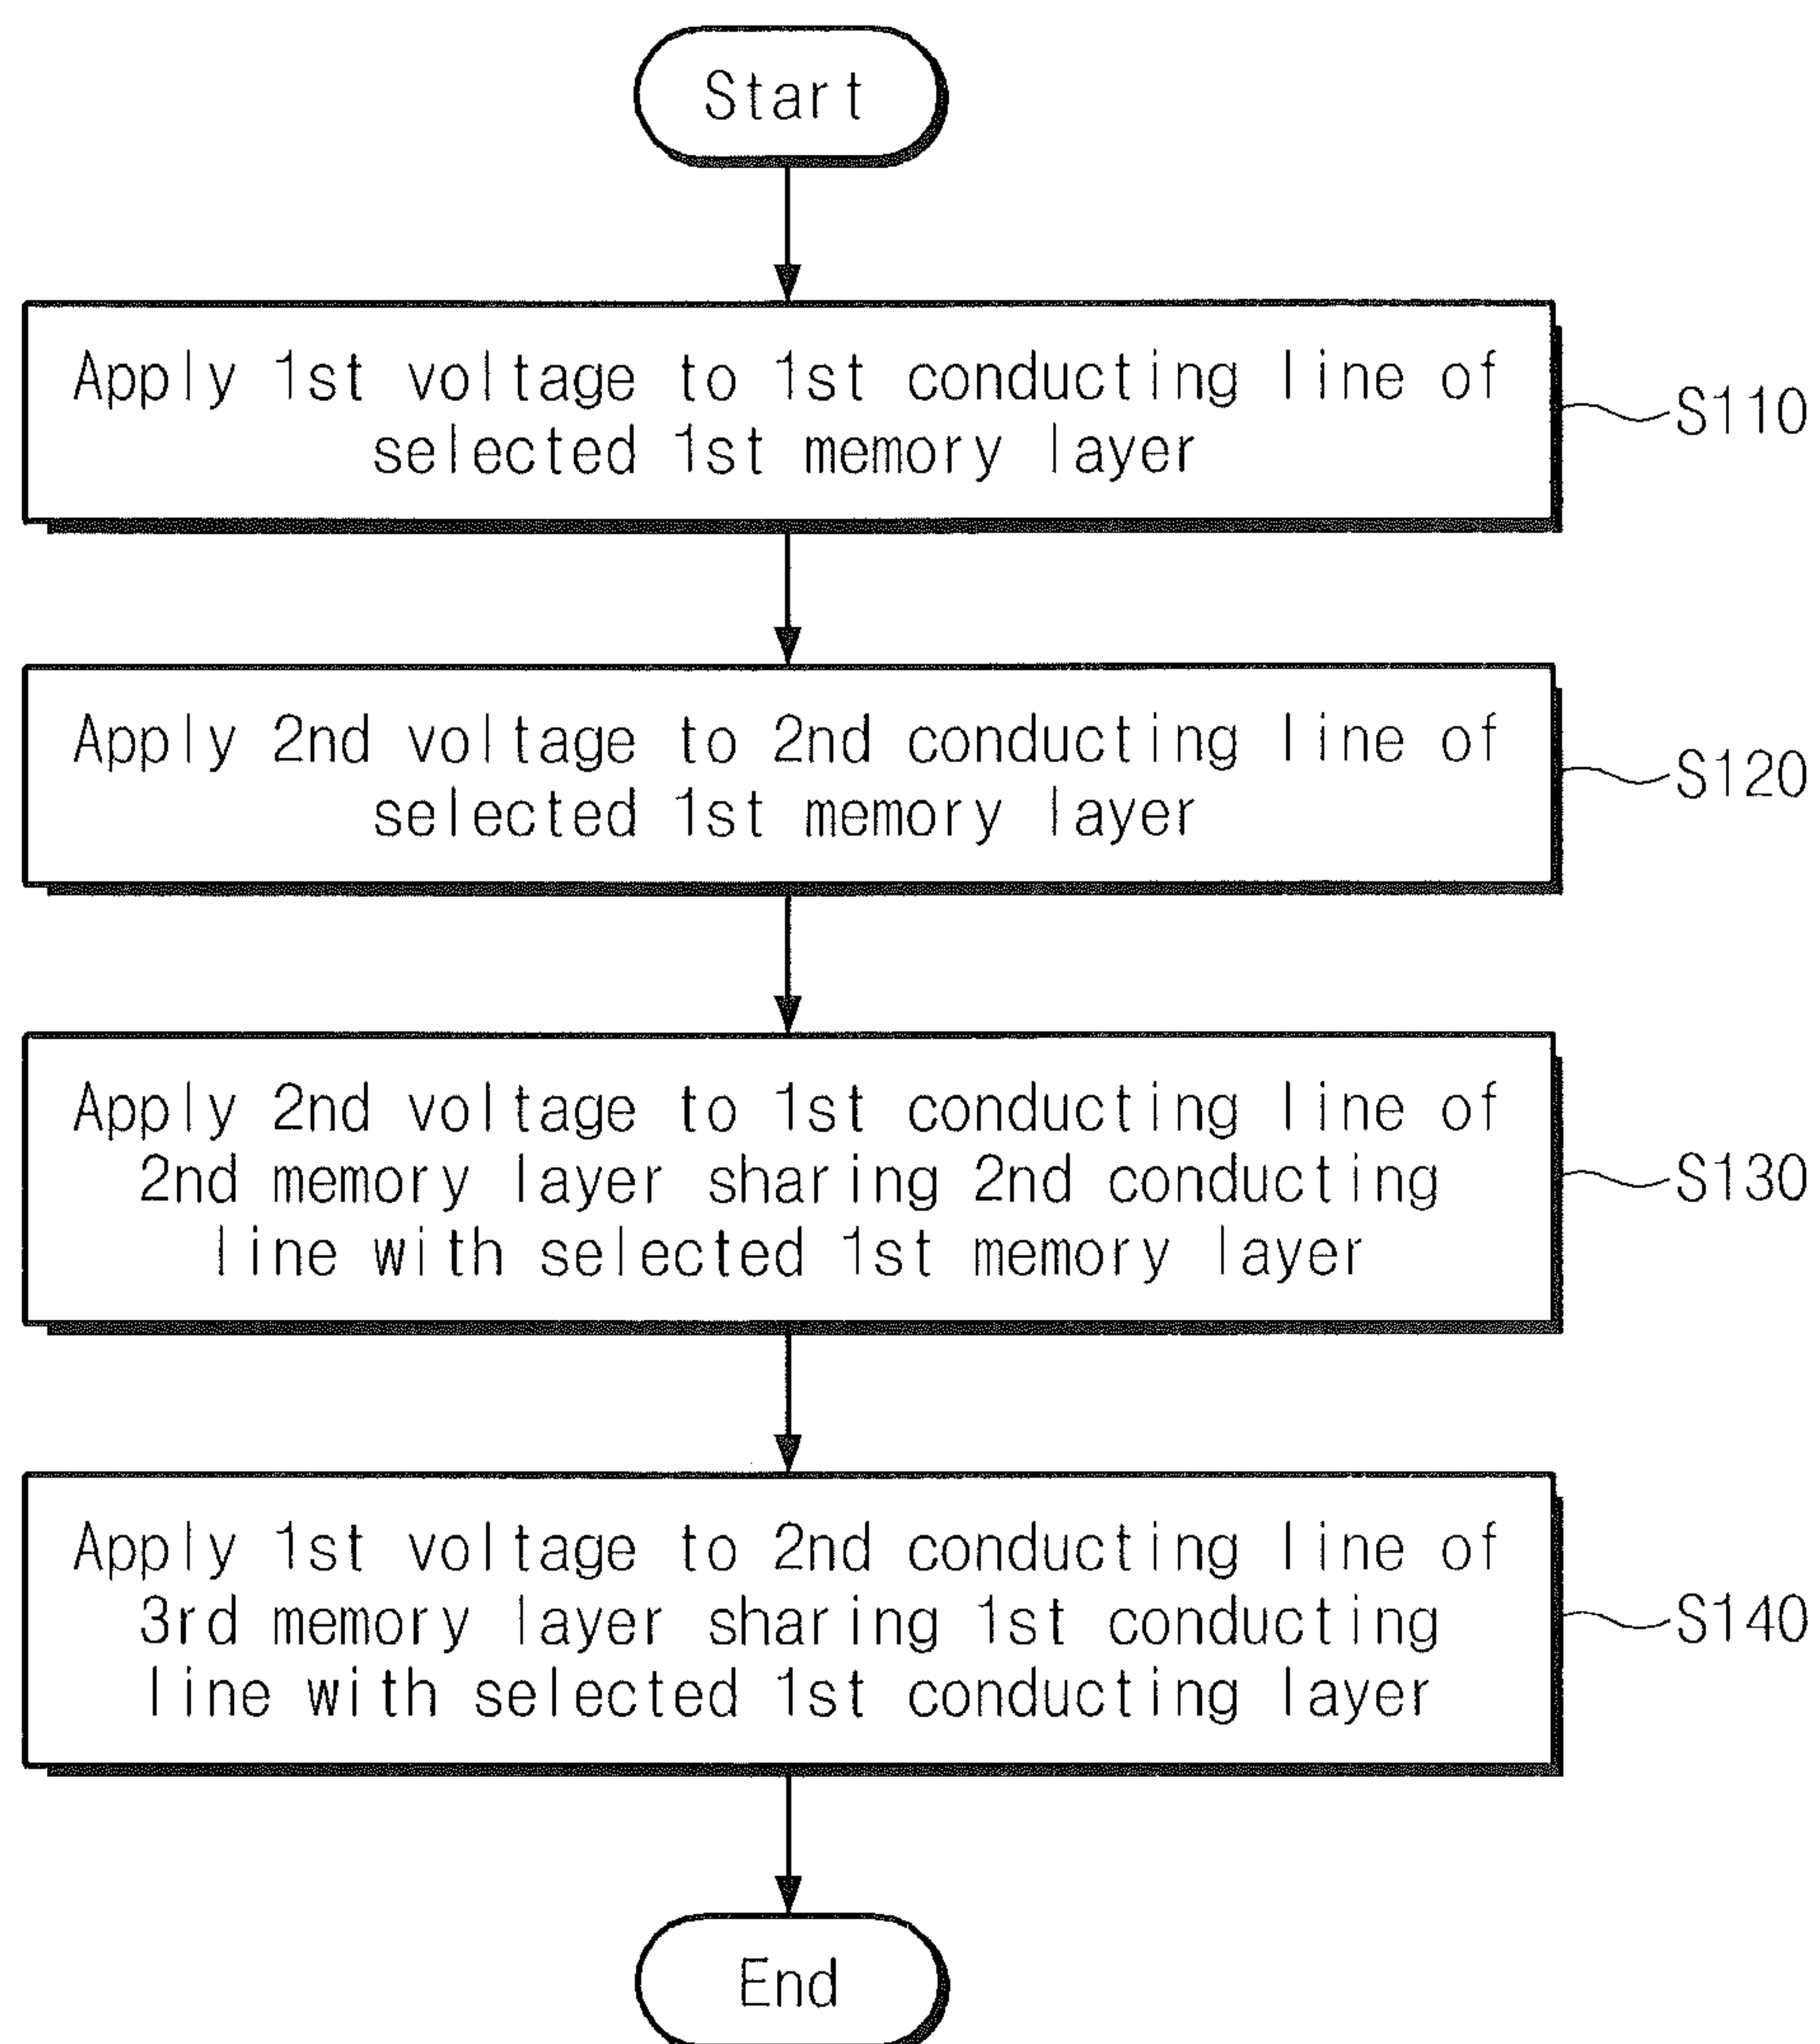 Start
Apply 1st voltage to 1st conducting line of
selected 1st memory layer
S110
Apply 2nd voltage to 2nd conducting line of
selected 1st memory layer
S120
Apply 2nd voltage to 1st conducting line of
2nd memory layer sharing 2nd conducting
line with selected 1st memory layer
S130
Apply 1st voltage to 2nd conducting line of
3rd memory layer sharing 1st conducting
line with selected 1st conducting layer
S140
End